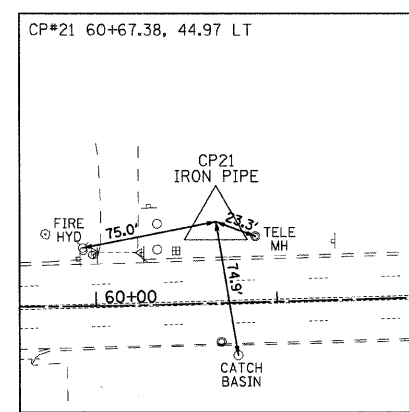 CP#21 60+67.38, 44.97 LT
CP21
IRON PIPE
FIRE
HYD
75.0'
23.3'
TELE
MH
74.9'
60+00
CATCH
BASIN